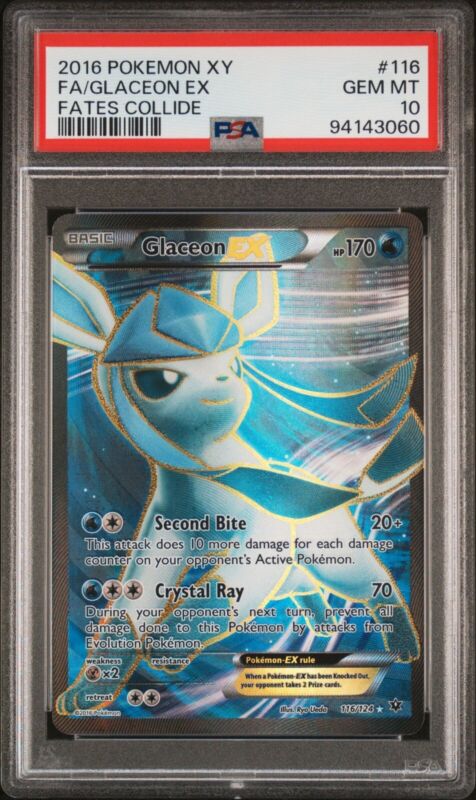 2016 POKEMON XY #116
FA/GLACEON EX GEM MT
FATES COLLIDE 10
PSA 94143060
BASIC Glaceon EX HP170
Second Bite 20+
This attack does 10 more damage for each damage
counter on your opponent's Active Pokémon.
Crystal Ray 70
During your opponent's next turn, prevent all
damage done to this Pokémon by attacks from
Evolution Pokémon.
weakness resistance
×2
Pokémon-EX rule
When a Pokémon-EX has been Knocked Out,
your opponent takes 2 Prize cards.
retreat
©2016 Pokémon Illus. Ryo Ueda 116/124
PSA